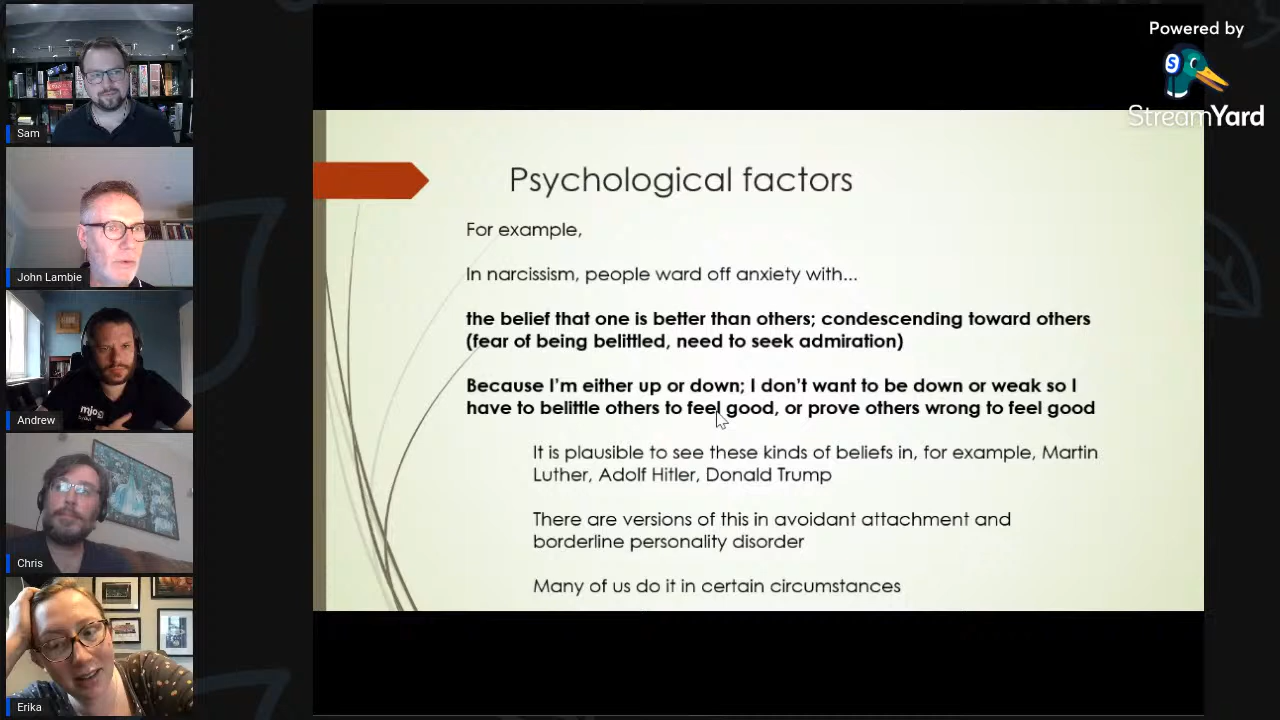 Powered by
StreamYard
Sam
John Lambie
Andrew
mjo
Chris
Erika
Psychological factors
For example,
In narcissism, people ward off anxiety with...
the belief that one is better than others; condescending toward others
(fear of being belittled, need to seek admiration)
Because I'm either up or down; I don't want to be down or weak so I
have to belittle others to feel good, or prove others wrong to feel good
It is plausible to see these kinds of beliefs in, for example, Martin
Luther, Adolf Hitler, Donald Trump
There are versions of this in avoidant attachment and
borderline personality disorder
Many of us do it in certain circumstances